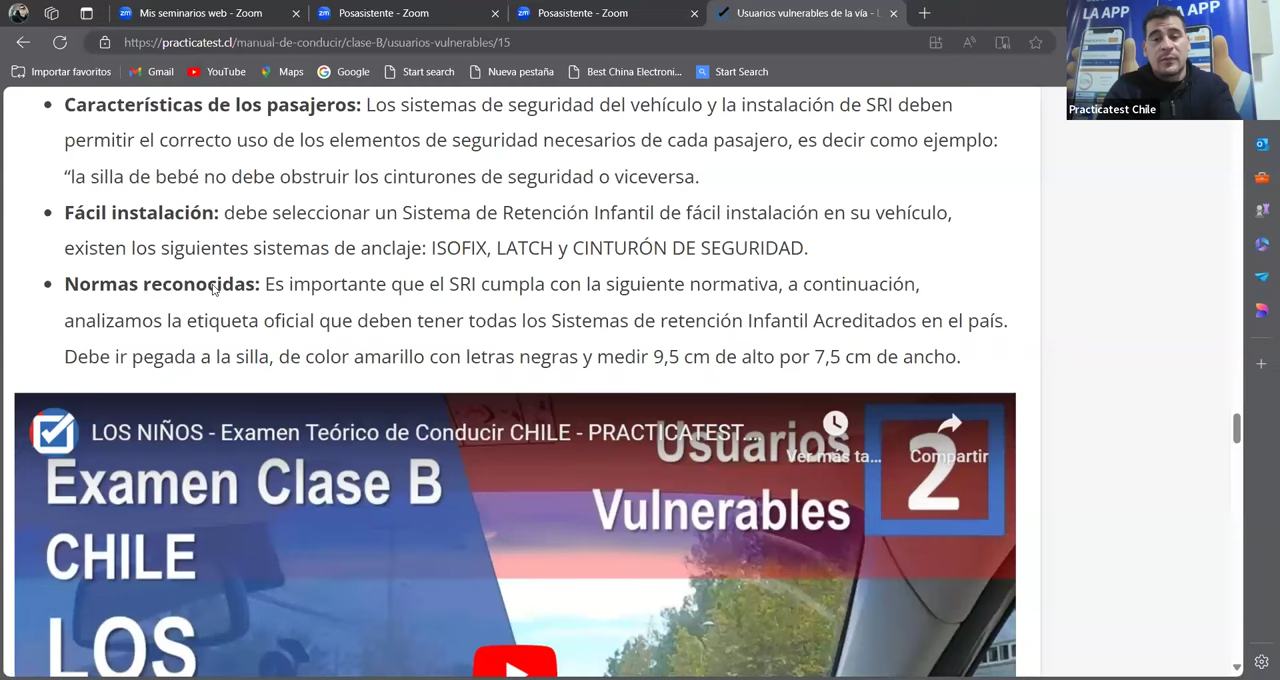 Mis seminarios web - Zoom
Posasistente - Zoom
Posasistente - Zoom
Usuarios vulnerables de la vía - L
https://practicatest.cl/manual-de-conducir/clase-B/usuarios-vulnerables/15
Importar favoritos
Gmail
YouTube
Maps
Google
Start search
Nueva pestaña
Best China Electroni...
Start Search
LA APP
LA APP
Practicatest Chile
• Características de los pasajeros: Los sistemas de seguridad del vehículo y la instalación de SRI deben
permitir el correcto uso de los elementos de seguridad necesarios de cada pasajero, es decir como ejemplo:
“la silla de bebé no debe obstruir los cinturones de seguridad o viceversa.
• Fácil instalación: debe seleccionar un Sistema de Retención Infantil de fácil instalación en su vehículo,
existen los siguientes sistemas de anclaje: ISOFIX, LATCH y CINTURÓN DE SEGURIDAD.
• Normas reconocidas: Es importante que el SRI cumpla con la siguiente normativa, a continuación,
analizamos la etiqueta oficial que deben tener todas los Sistemas de retención Infantil Acreditados en el país.
Debe ir pegada a la silla, de color amarillo con letras negras y medir 9,5 cm de alto por 7,5 cm de ancho.
LOS NIÑOS - Examen Teórico de Conducir CHILE - PRACTICATEST....
Ver más ta...
Compartir
Examen Clase B
CHILE
LOS
Usuarios
Vulnerables
2